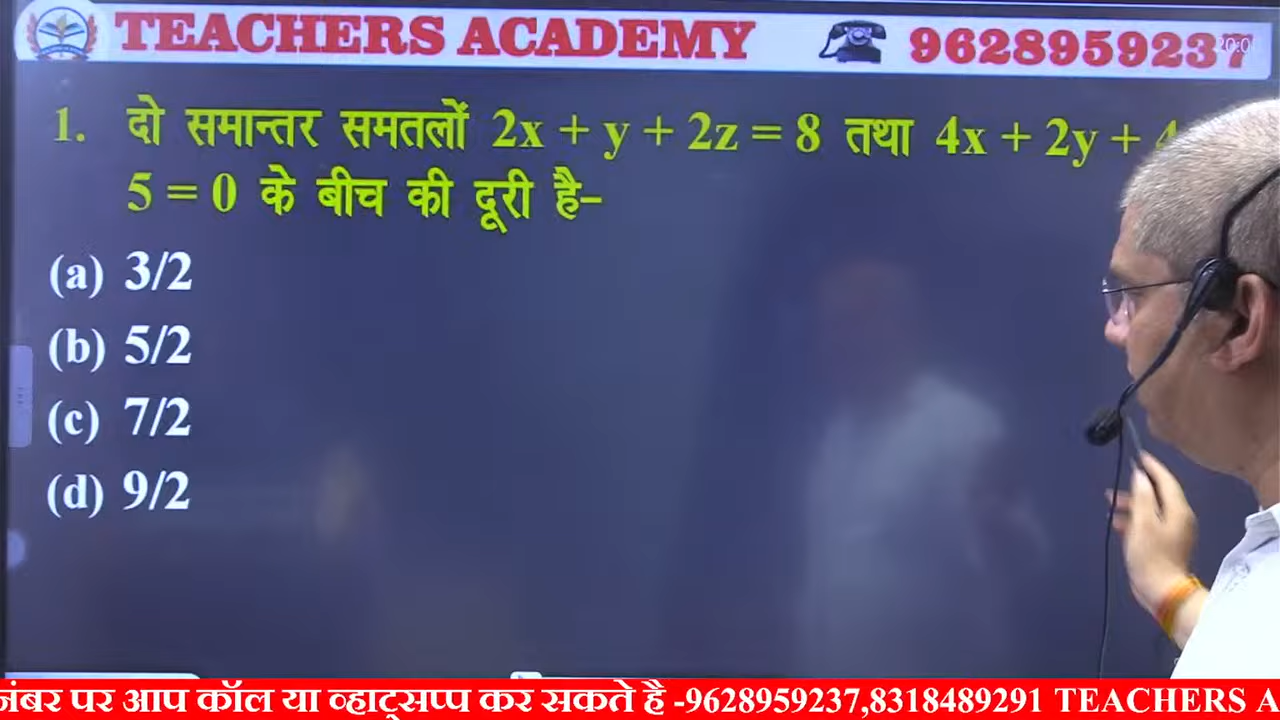 TEACHERS ACADEMY 9628959237
1. दो समान्तर समतलों 2x + y + 2z = 8 तथा 4x + 2y + 4
5 = 0 के बीच की दूरी है-
(a) 3/2
(b) 5/2
(c) 7/2
(d) 9/2
नंबर पर आप कॉल या व्हाट्सप्प कर सकते है -9628959237,8318489291 TEACHERS A